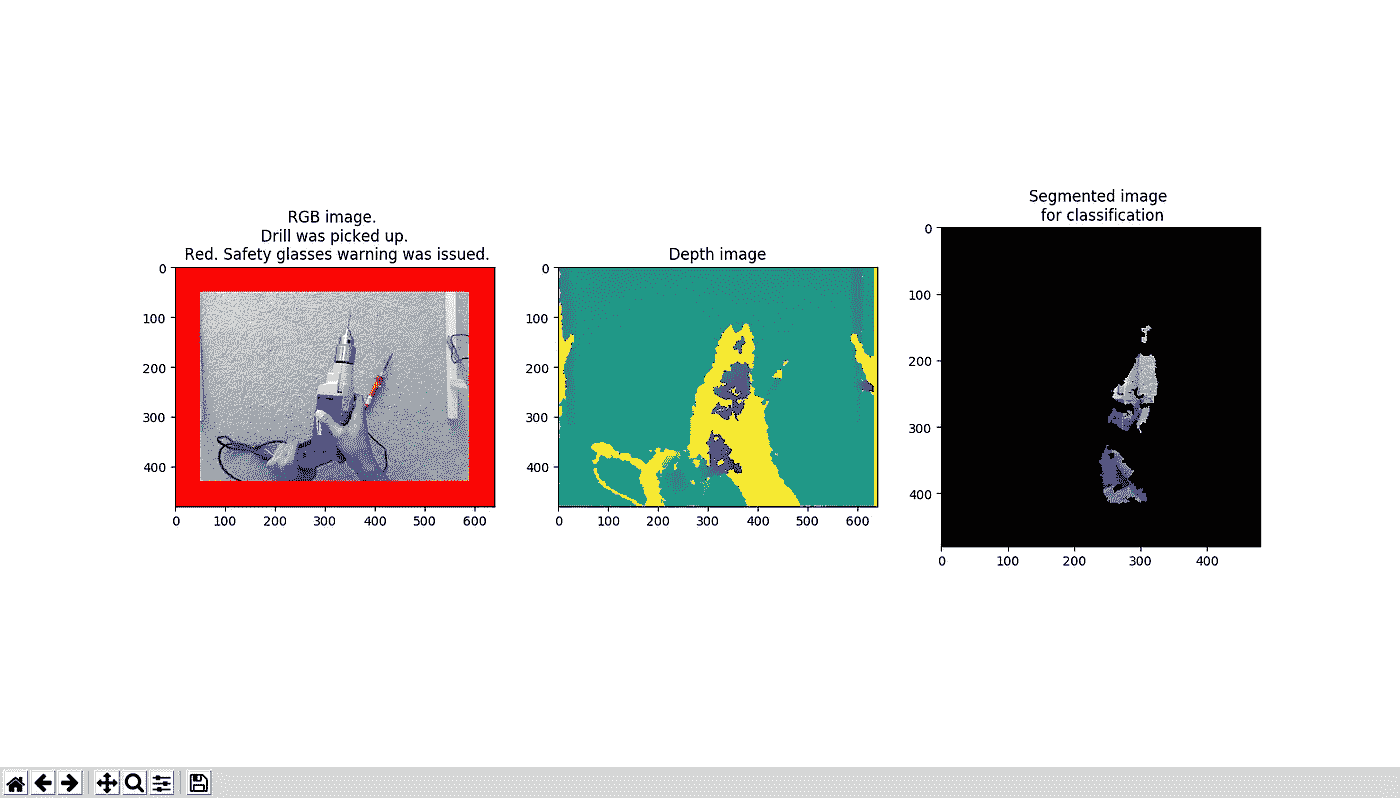 RGB image.
Drill was picked up.
Red. Safety glasses warning was issued.
0
100
200
300
400
0 100 200 300 400 500 600
Depth image
0
100
200
300
400
0 100 200 300 400 500 600
Segmented image
for classification
0
100
200
300
400
0 100 200 300 400